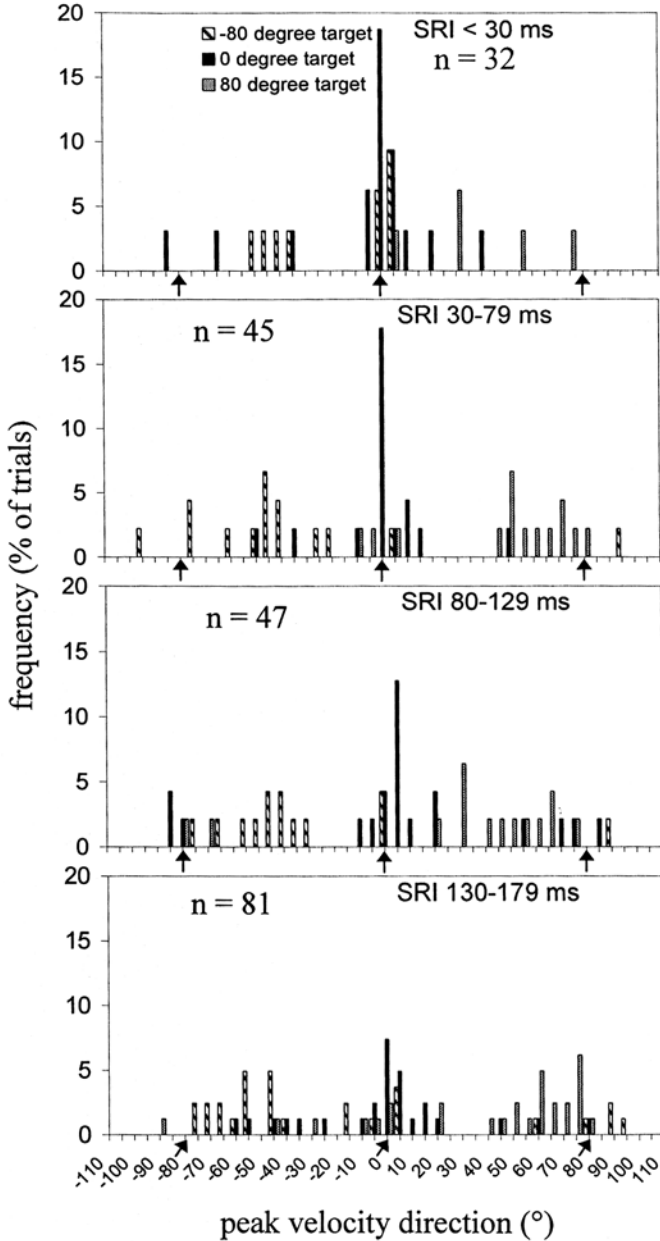 20
15
10
5
0
-80 degree target
0 degree target
80 degree target
SRI < 30 ms
n = 32
20
15
10
5
0
n = 45
SRI 30-79 ms
20
15
10
5
0
n = 47
SRI 80-129 ms
20
15
10
5
0
n = 81
SRI 130-179 ms
frequency (% of trials)
-110 -100 -90 -80 -70 -60 -50 -40 -30 -20 -10 0 10 20 30 40 50 60 70 80 90 100 110
peak velocity direction (°)